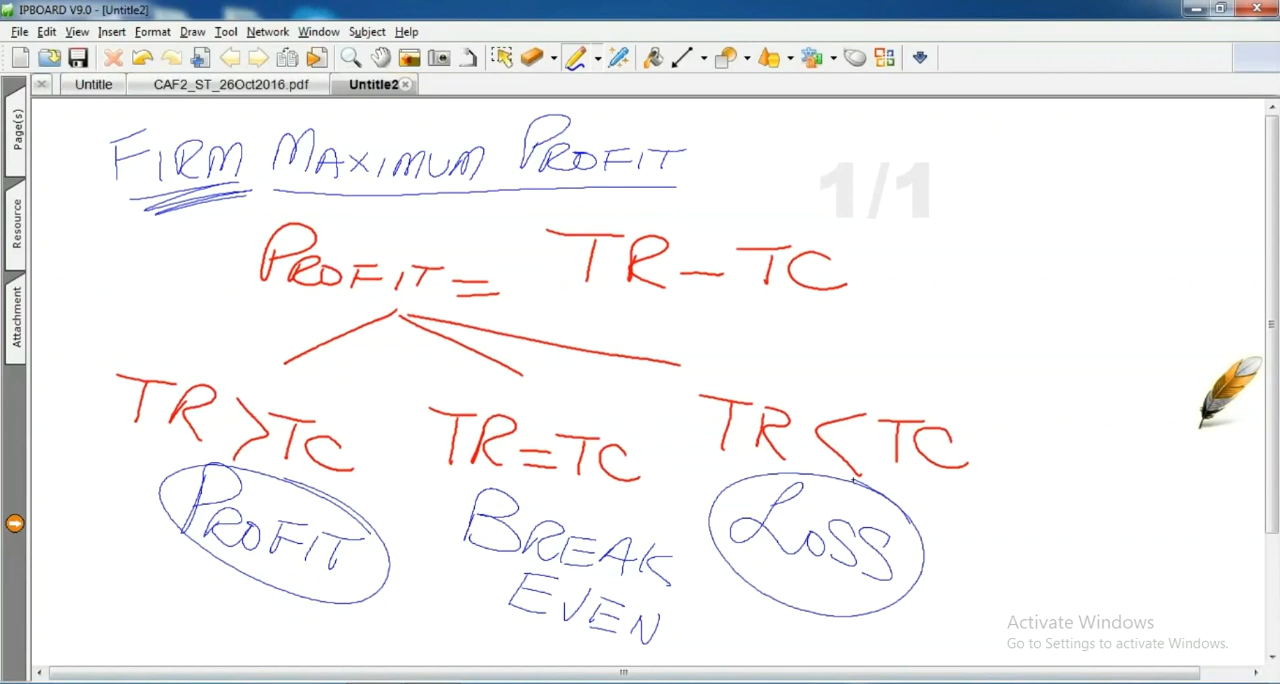 IPBOARD V9.0 - [Untitle2]
File Edit View Insert Format Draw Tool Network Window Subject Help
Untitle CAF2_ST_26Oct2016.pdf Untitle2
Page(s)
Resource
Attachment
1/1
FIRM MAXIMUM PROFIT
PROFIT = TR - TC
TR > TC TR = TC TR < TC
PROFIT BREAK EVEN LOSS
Activate Windows
Go to Settings to activate Windows.